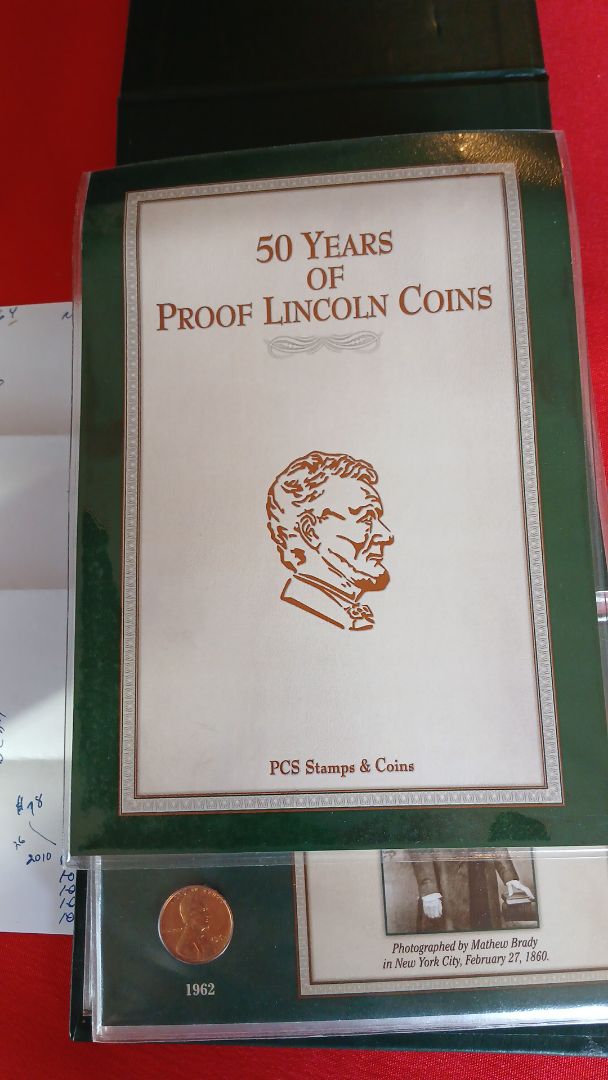 50 YEARS
OF
PROOF LINCOLN COINS
PCS Stamps & Coins
$98
2010
1962
Photographed by Mathew Brady
in New York City, February 27, 1860.